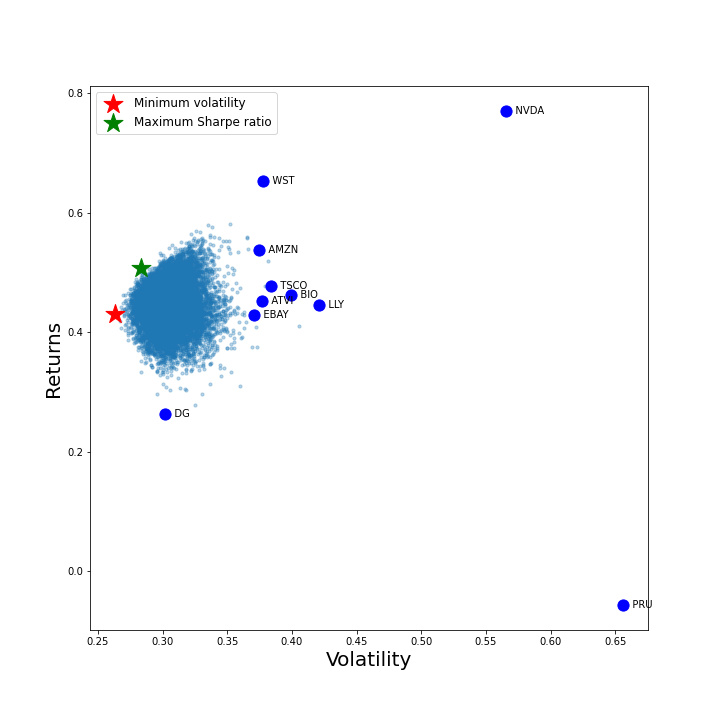 Minimum volatility
Maximum Sharpe ratio
NVDA
WST
AMZN
TSCO
BIO
ATVI
LLY
EBAY
DG
PRU
0.8
0.6
0.4
0.2
0.0
Returns
0.25 0.30 0.35 0.40 0.45 0.50 0.55 0.60 0.65
Volatility